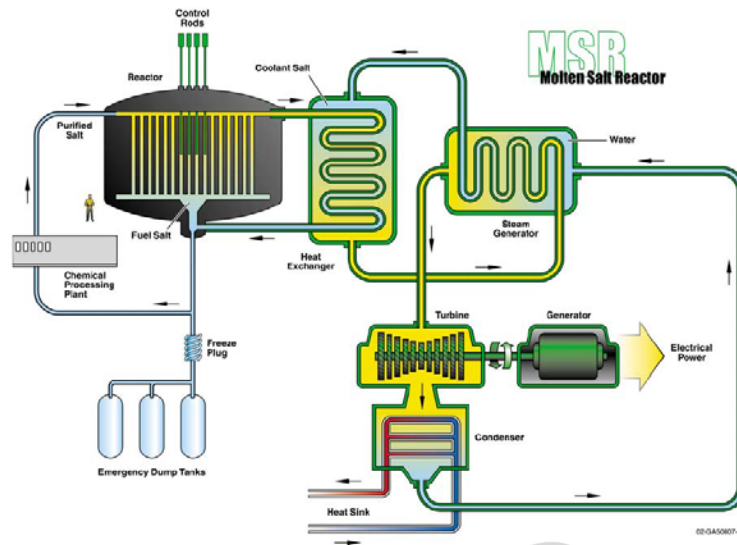 Control
Rods
MSR
Molten Salt Reactor
Coolant Salt
Reactor
Purified
Salt
Water
Fuel Salt
Steam
Generator
Heat
Exchanger
Chemical
Processing
Plant
Turbine
Generator
Freeze
Plug
Electrical
Power
Condenser
Emergency Dump Tanks
Heat Sink